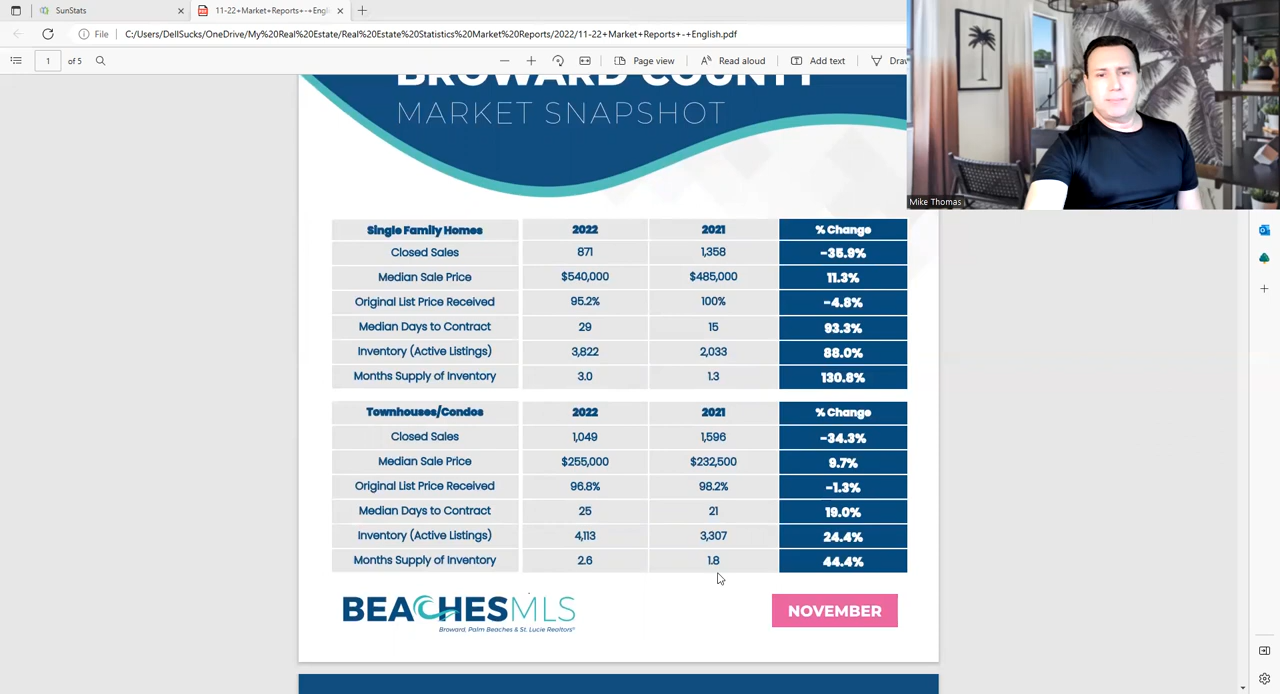 SunStats
11-22+Market+Reports+-+Engl
File
C:/Users/DellSucks/OneDrive/My%20Real%20Estate/Real%20Estate%20Statistics%20Market%20Reports/2022/11-22+Market+Reports+-+English.pdf
1 of 5
Page view
Read aloud
Add text
Draw
BROWARD COUNTY
MARKET SNAPSHOT
Mike Thomas
Single Family Homes 2022 2021 % Change
Closed Sales 871 1,358 -35.9%
Median Sale Price $540,000 $485,000 11.3%
Original List Price Received 95.2% 100% -4.8%
Median Days to Contract 29 15 93.3%
Inventory (Active Listings) 3,822 2,033 88.0%
Months Supply of Inventory 3.0 1.3 130.8%
Townhouses/Condos 2022 2021 % Change
Closed Sales 1,049 1,596 -34.3%
Median Sale Price $255,000 $232,500 9.7%
Original List Price Received 96.8% 98.2% -1.3%
Median Days to Contract 25 21 19.0%
Inventory (Active Listings) 4,113 3,307 24.4%
Months Supply of Inventory 2.6 1.8 44.4%
BEACHESMLS
Broward, Palm Beaches & St. Lucie Realtors®
NOVEMBER